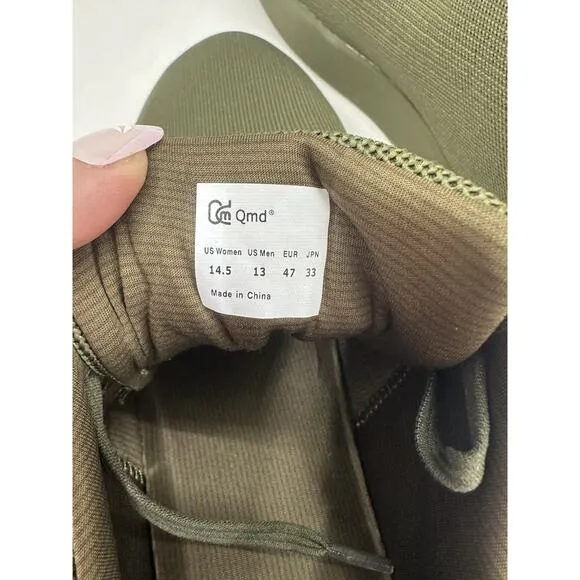 Qmd®
US Women US Men EUR JPN
14.5 13 47 33
Made in China